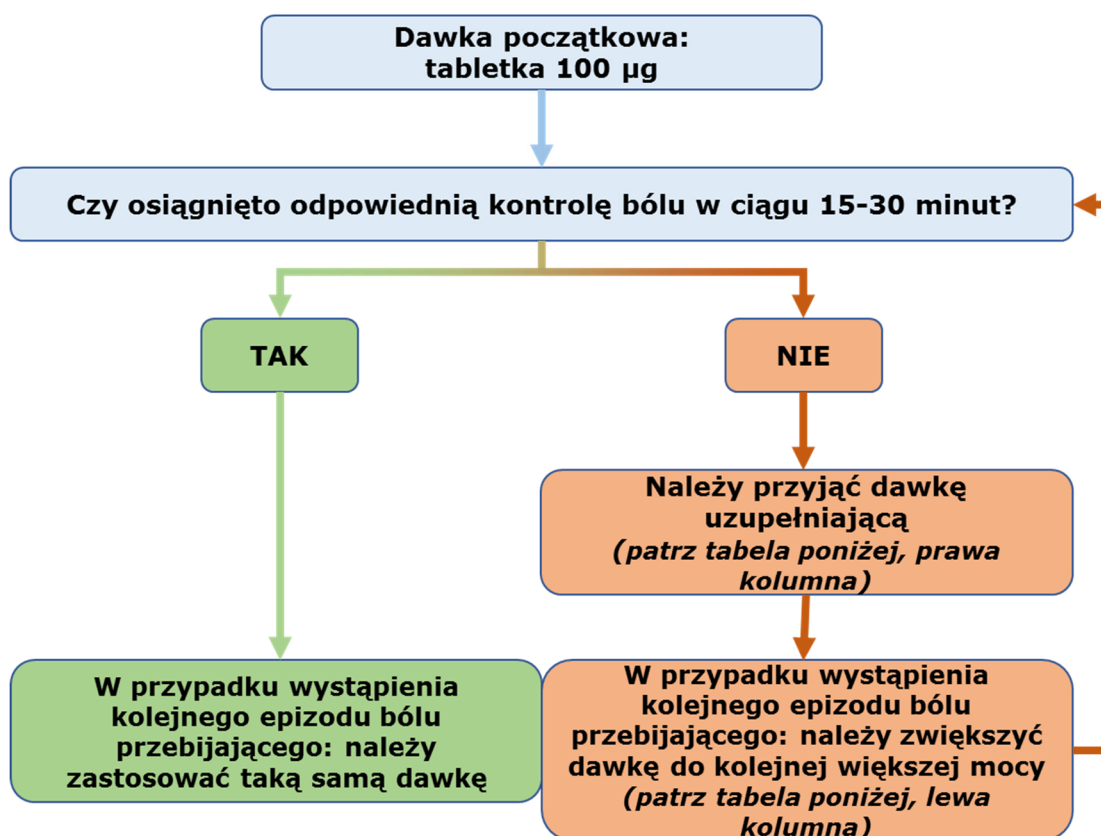 Dawka początkowa:
tabletka 100 µg
Czy osiągnięto odpowiednią kontrolę bólu w ciągu 15-30 minut?
TAK
NIE
Należy przyjąć dawkę
uzupełniającą
(patrz tabela poniżej, prawa
kolumna)
W przypadku wystąpienia
kolejnego epizodu bólu
przebijającego: należy
zastosować taką samą dawkę
W przypadku wystąpienia
kolejnego epizodu bólu
przebijającego: należy zwiększyć
dawkę do kolejnej większej mocy
(patrz tabela poniżej, lewa
kolumna)